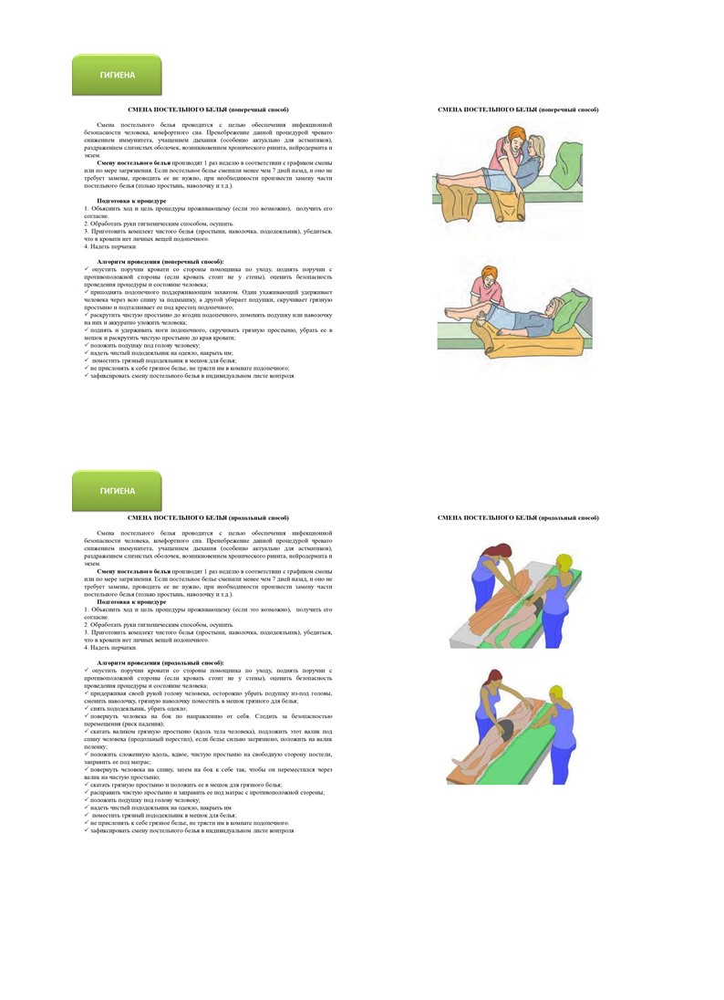 ГИГИЕНА
СМЕНА ПОСТЕЛЬНОГО БЕЛЬЯ (поперечный способ)
Смена постельного белья проводится с целью обеспечения инфекционной
безопасности человека, комфортного сна. Пренебрежение данной процедурой чревато
снижением иммунитета, учащением дыхания (особенно актуально для астматиков),
раздражением слизистых оболочек, возникновением хронического ринита, нейродермита и
экзем.
Смену постельного белья производят 1 раз неделю в соответствии с графиком смены
или по мере загрязнения. Если постельное белье сменили менее чем 7 дней назад, и оно не
требует замены, проводить ее не нужно, при необходимости произвести замену части
постельного белья (только простынь, наволочку и т.д.).
Подготовка к процедуре
1. Объяснить ход и цель процедуры проживающему (если это возможно), получить его
согласие.
2. Обработать руки гигиеническим способом, осушить.
3. Приготовить комплект чистого белья (простыни, наволочка, пододеяльник), убедиться,
что в кровати нет личных вещей подопечного.
4. Надеть перчатки.
Алгоритм проведения (поперечный способ):
✓ опустить поручни кровати со стороны помощника по уходу, поднять поручни с
противоположной стороны (если кровать стоит не у стены), оценить безопасность
проведения процедуры и состояние человека;
✓ приподнять подопечного поддерживающим захватом. Один ухаживающий удерживает
человека через всю спину за подмышку, а другой убирает подушки, скручивает грязную
простыню и подталкивает ее под крестец подопечного;
✓ раскрутить чистую простыню до ягодиц подопечного, поменять подушку или наволочку
на них и аккуратно уложить человека;
✓ поднять и удерживать ноги подопечного, скручивать грязную простыню, убрать ее в
мешок и раскрутить чистую простыню до края кровати;
✓ положить подушку под голову человеку;
✓ надеть чистый пододеяльник на одеяло, накрыть им;
✓ поместить грязный пододеяльник в мешок для белья;
✓ не прислонять к себе грязное белье, не трясти им в комнате подопечного;
✓ зафиксировать смену постельного белья в индивидуальном листе контроля.
СМЕНА ПОСТЕЛЬНОГО БЕЛЬЯ (поперечный способ)
ГИГИЕНА
СМЕНА ПОСТЕЛЬНОГО БЕЛЬЯ (продольный способ)
Смена постельного белья проводится с целью обеспечения инфекционной
безопасности человека, комфортного сна. Пренебрежение данной процедурой чревато
снижением иммунитета, учащением дыхания (особенно актуально для астматиков),
раздражением слизистых оболочек, возникновением хронического ринита, нейродермита и
экзем.
Смену постельного белья производят 1 раз неделю в соответствии с графиком смены
или по мере загрязнения. Если постельное белье сменили менее чем 7 дней назад, и оно не
требует замены, проводить ее не нужно, при необходимости произвести замену части
постельного белья (только простынь, наволочку и т.д.).
Подготовка к процедуре
1. Объяснить ход и цель процедуры проживающему (если это возможно), получить его
согласие.
2. Обработать руки гигиеническим способом, осушить.
3. Приготовить комплект чистого белья (простыни, наволочка, пододеяльник), убедиться,
что в кровати нет личных вещей подопечного.
4. Надеть перчатки.
Алгоритм проведения (продольный способ):
✓ опустить поручни кровати со стороны помощника по уходу, поднять поручни с
противоположной стороны (если кровать стоит не у стены), оценить безопасность
проведения процедуры и состояние человека;
✓ придерживая своей рукой голову человека, осторожно убрать подушку из-под головы,
сменить наволочку, грязную наволочку поместить в мешок грязного для белья;
✓ снять пододеяльник, убрать одеяло;
✓ повернуть человека на бок по направлению от себя. Следить за безопасностью
перемещения (риск падения);
✓ скатать валиком грязную простыню (вдоль тела человека), подложить этот валик под
спину человека (продольный перестил), если белье сильно загрязнено, положить на валик
пеленку;
✓ положить сложенную вдоль, вдвое, чистую простыню на свободную сторону постели,
заправить ее под матрас;
✓ повернуть человека на спину, затем на бок к себе так, чтобы он переместился через
валик на чистую простыню;
✓ скатать грязную простыню и положить ее в мешок для грязного белья;
✓ расправить чистую простыню и заправить ее под матрас с противоположной стороны;
✓ положить подушку под голову человеку;
✓ надеть чистый пододеяльник на одеяло, накрыть им
✓ поместить грязный пододеяльник в мешок для белья;
✓ не прислонять к себе грязное белье, не трясти им в комнате подопечного.
✓ зафиксировать смену постельного белья в индивидуальном листе контроля
СМЕНА ПОСТЕЛЬНОГО БЕЛЬЯ (продольный способ)